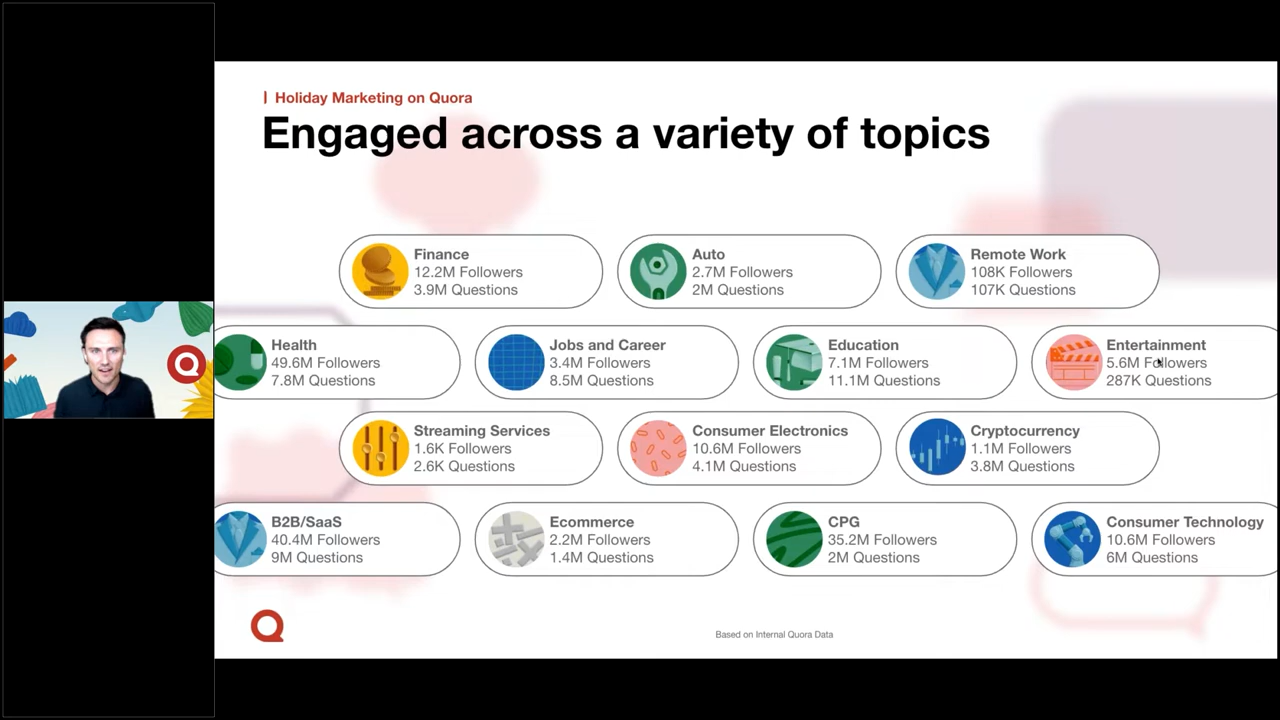 Holiday Marketing on Quora
Engaged across a variety of topics
Finance
12.2M Followers
3.9M Questions
Auto
2.7M Followers
2M Questions
Remote Work
108K Followers
107K Questions
Health
49.6M Followers
7.8M Questions
Jobs and Career
3.4M Followers
8.5M Questions
Education
7.1M Followers
11.1M Questions
Entertainment
5.6M Followers
287K Questions
Streaming Services
1.6K Followers
2.6K Questions
Consumer Electronics
10.6M Followers
4.1M Questions
Cryptocurrency
1.1M Followers
3.8M Questions
B2B/SaaS
40.4M Followers
9M Questions
Ecommerce
2.2M Followers
1.4M Questions
CPG
35.2M Followers
2M Questions
Consumer Technology
10.6M Followers
6M Questions
Q
Q
Based on Internal Quora Data